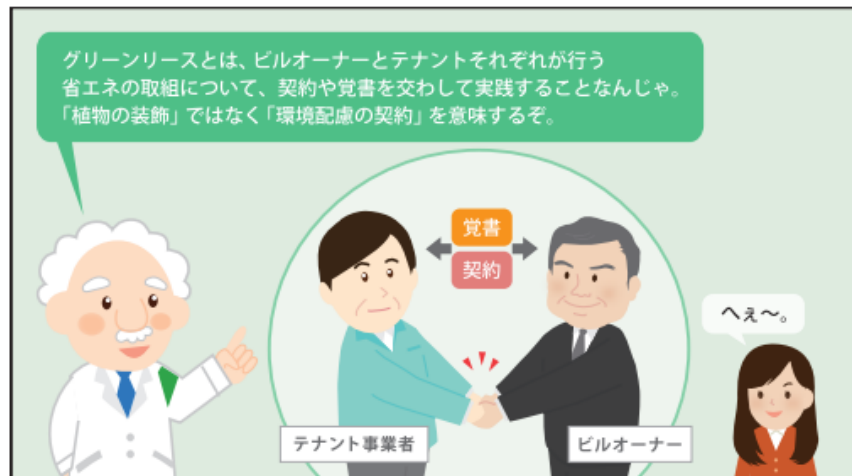 グリーンリースとは、ビルオーナーとテナントそれぞれが行う
省エネの取組について、契約や覚書を交わして実践することなんじゃ。
「植物の装飾」ではなく「環境配慮の契約」を意味するぞ。
覚書
契約
へぇ～。
テナント事業者
ビルオーナー